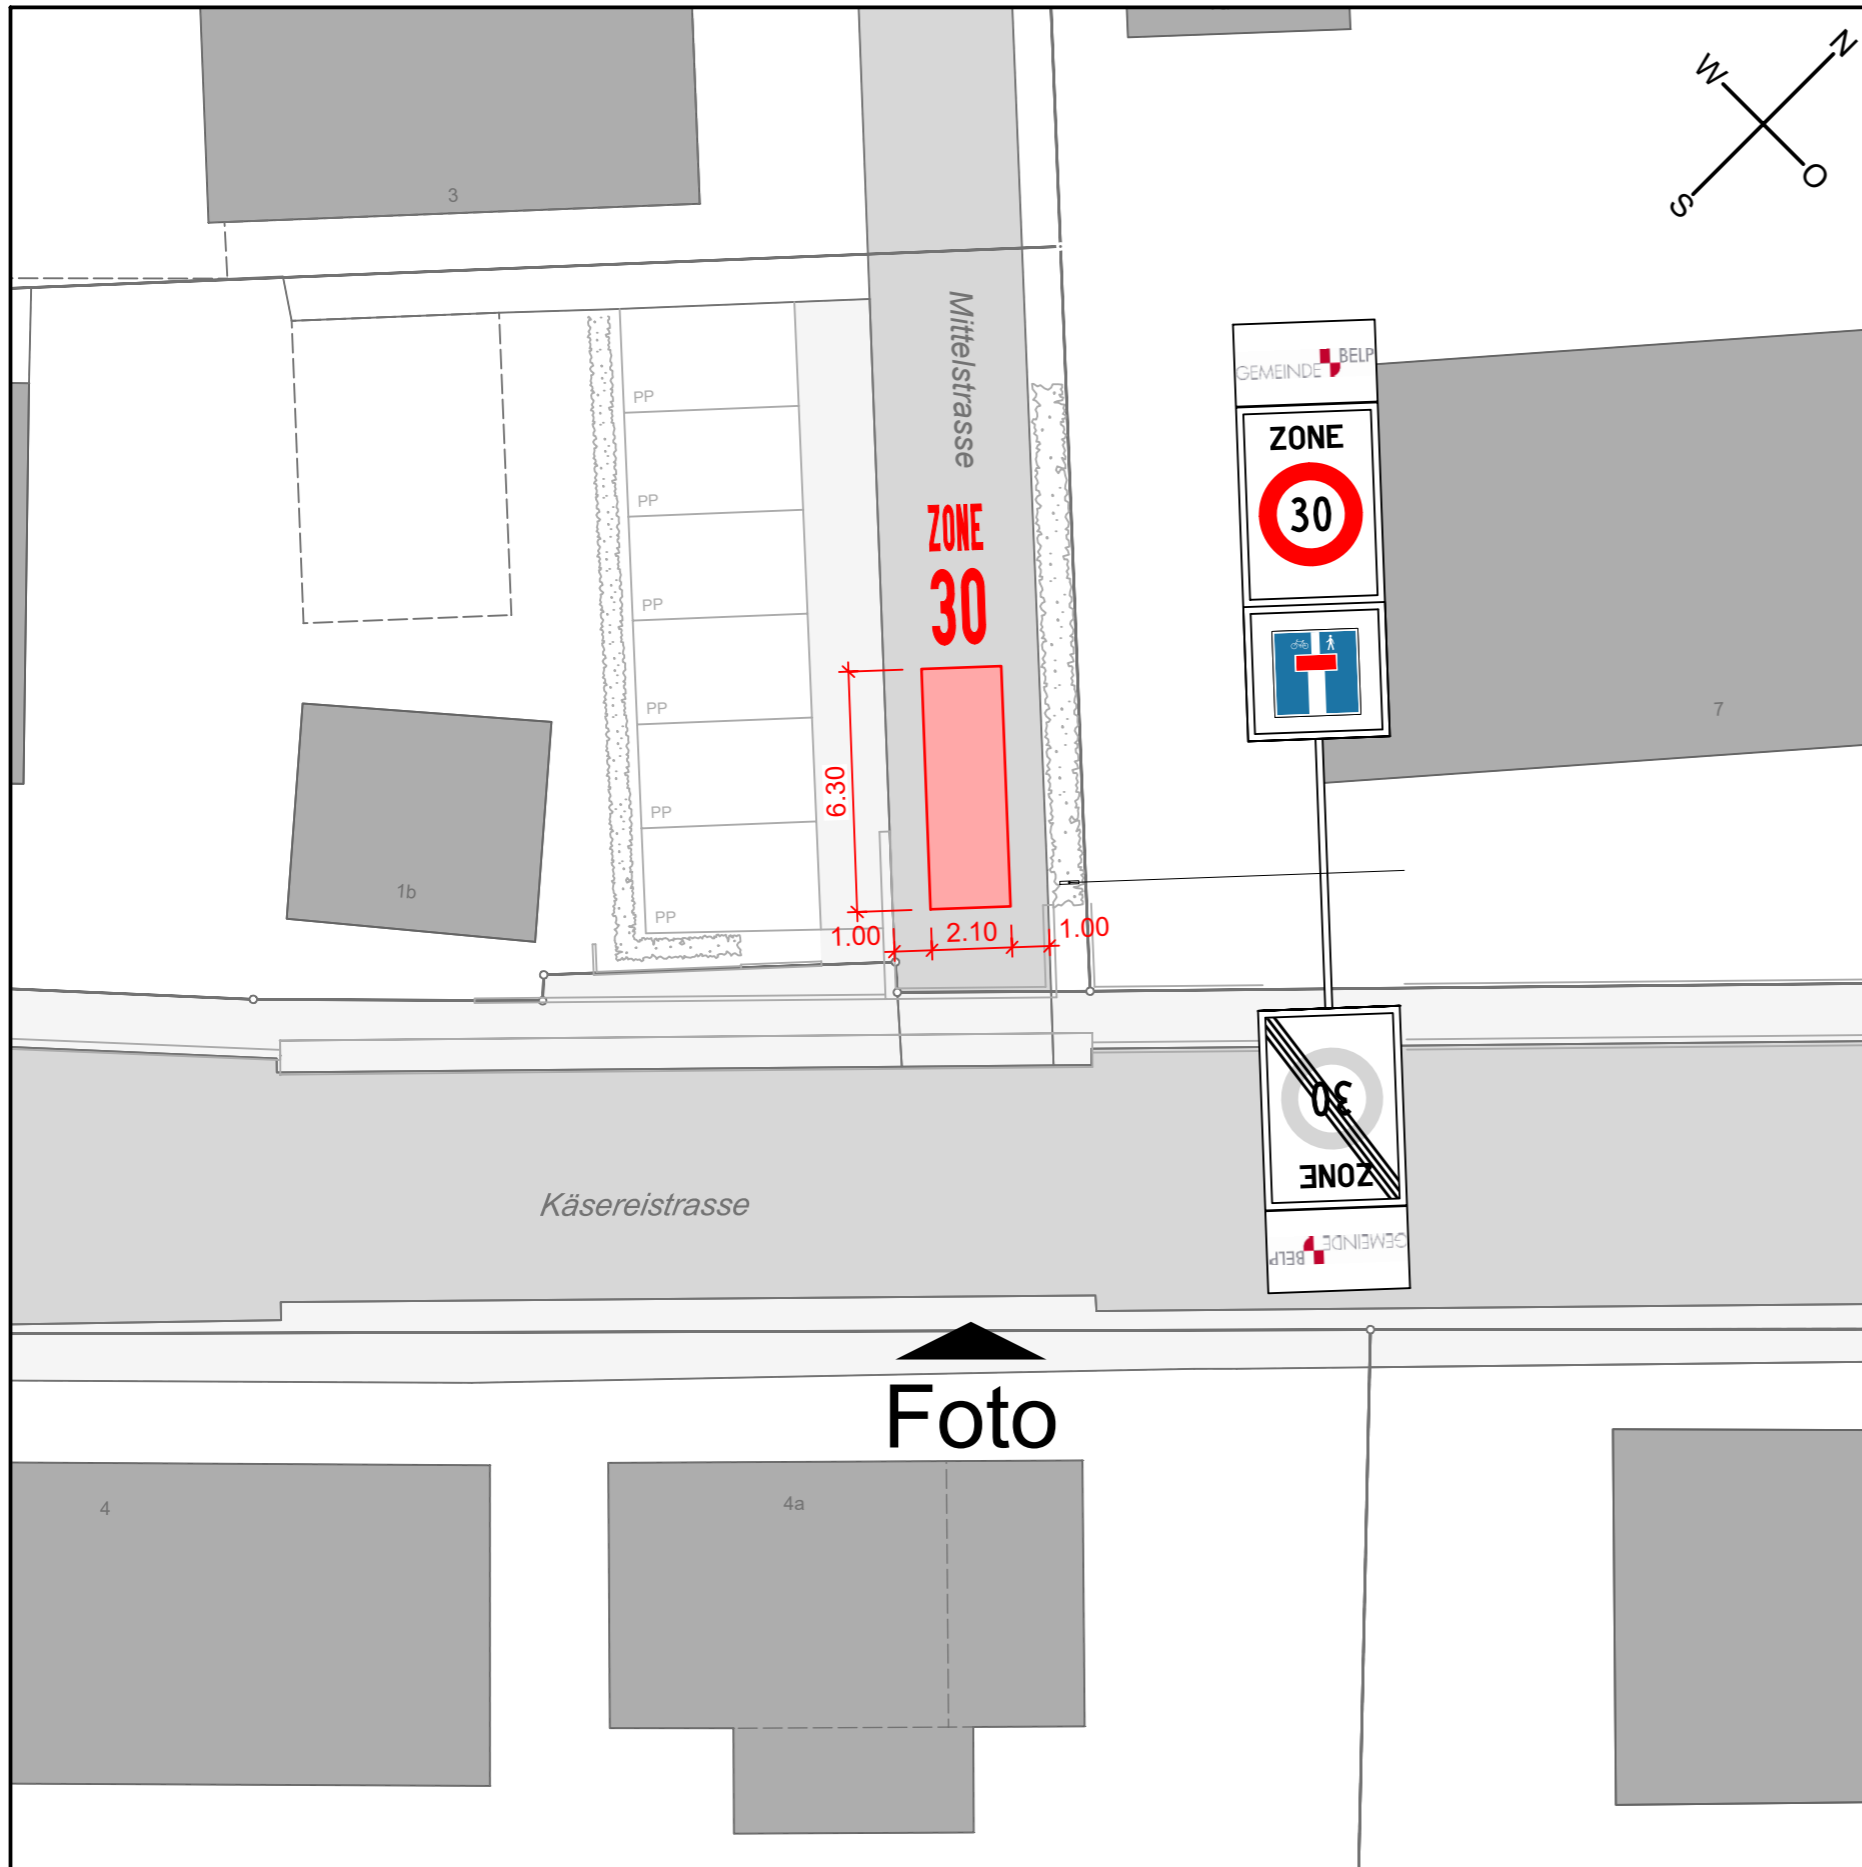 N
W
O
S
3
Mittelstrasse
GEMEINDE BELP
ZONE
30
PP
PP
PP
PP
PP
PP
ZONE
30
6.30
1.00
2.10
1.00
7
1b
30
ZONE
GEMEINDE BELP
Käsereistrasse
Foto
4
4a